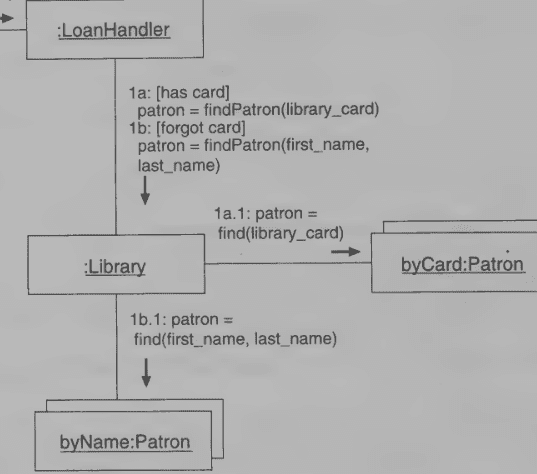 :LoanHandler
1a: [has card]
patron = findPatron(library_card)
1b: [forgot card]
patron = findPatron(first_name,
last_name)
1a.1: patron =
find(library_card)
:Library
byCard:Patron
1b.1: patron =
find(first_name, last_name)
byName:Patron